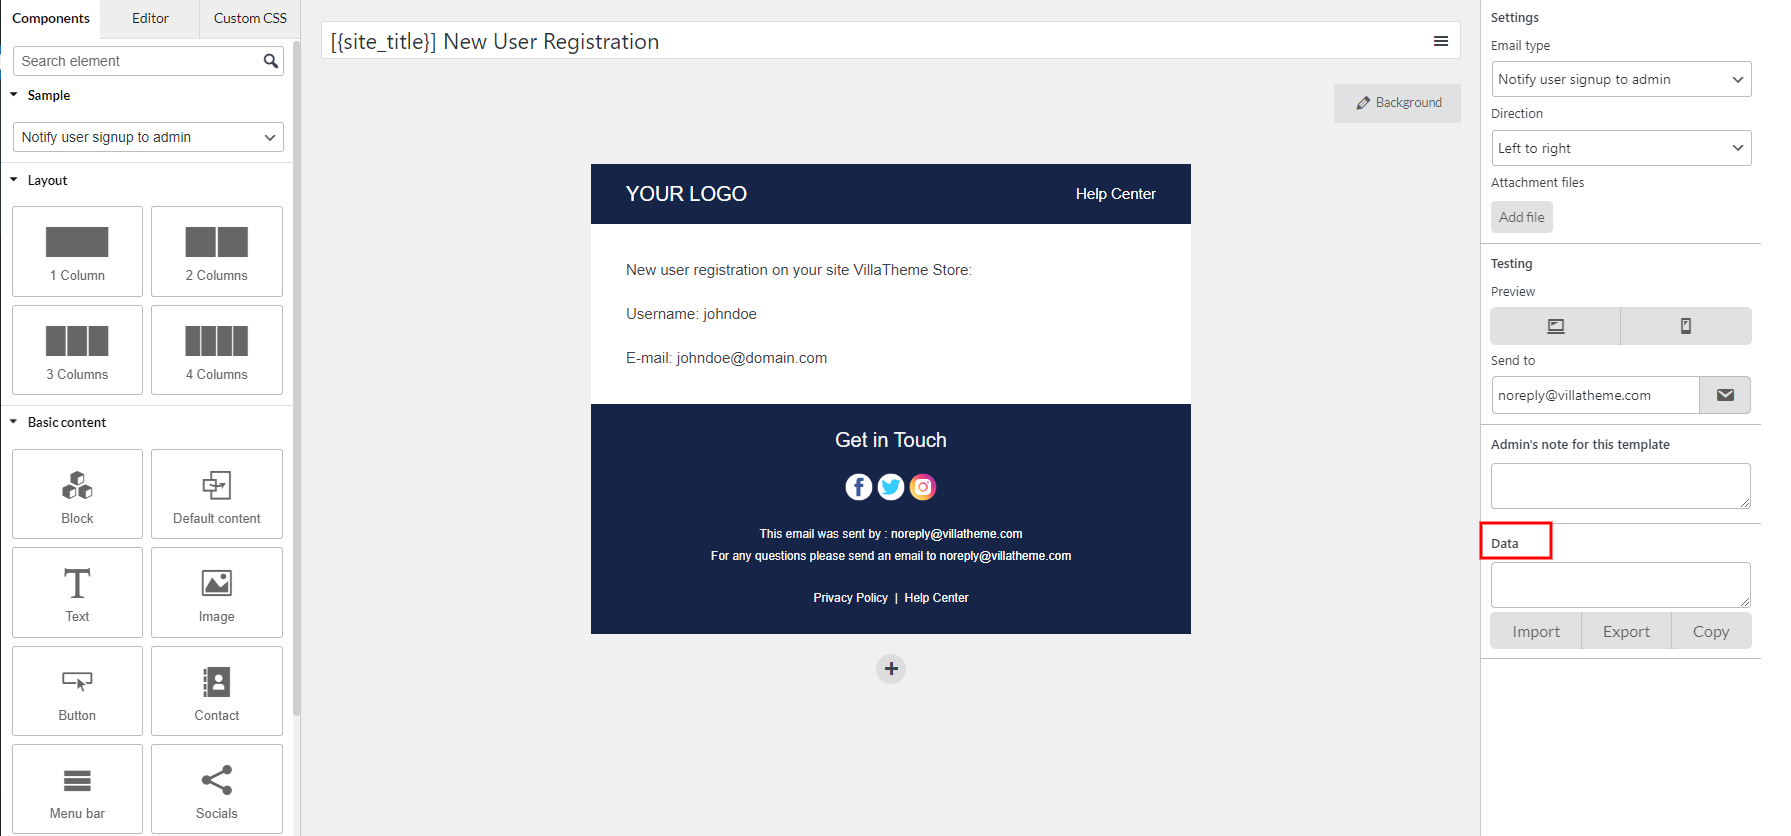 Components
Editor
Custom CSS
Search element
Sample
Notify user signup to admin
Layout
1 Column
2 Columns
3 Columns
4 Columns
Basic content
Block
Default content
Text
Image
Button
Contact
Menu bar
Socials
[{site_title}] New User Registration
Background
YOUR LOGO
Help Center
New user registration on your site VillaTheme Store:
Username: johndoe
E-mail: johndoe@domain.com
Get in Touch
This email was sent by : noreply@villatheme.com
For any questions please send an email to noreply@villatheme.com
Privacy Policy | Help Center
Settings
Email type
Notify user signup to admin
Direction
Left to right
Attachment files
Add file
Testing
Preview
Send to
noreply@villatheme.com
Admin's note for this template
Data
Import
Export
Copy